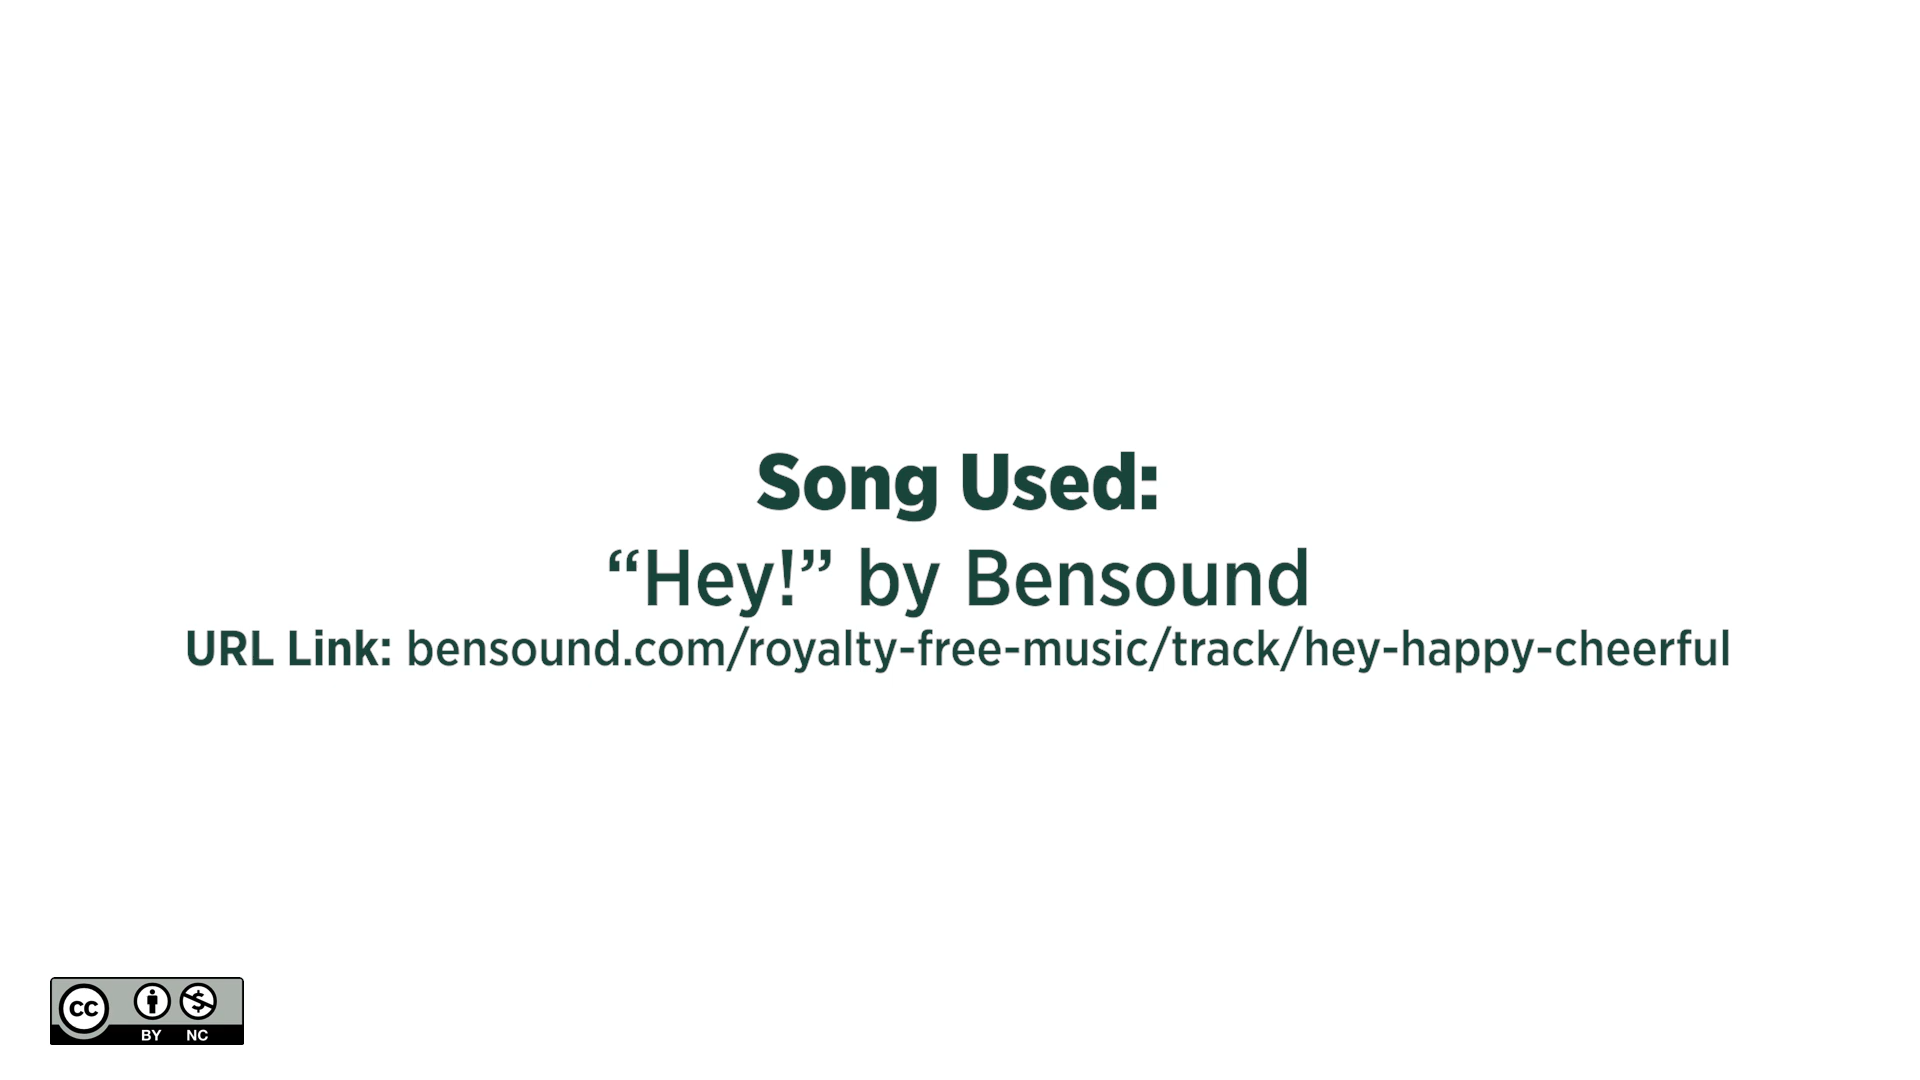 Song Used:
“Hey!” by Bensound
URL Link: bensound.com/royalty-free-music/track/hey-happy-cheerful
CC
BY NC